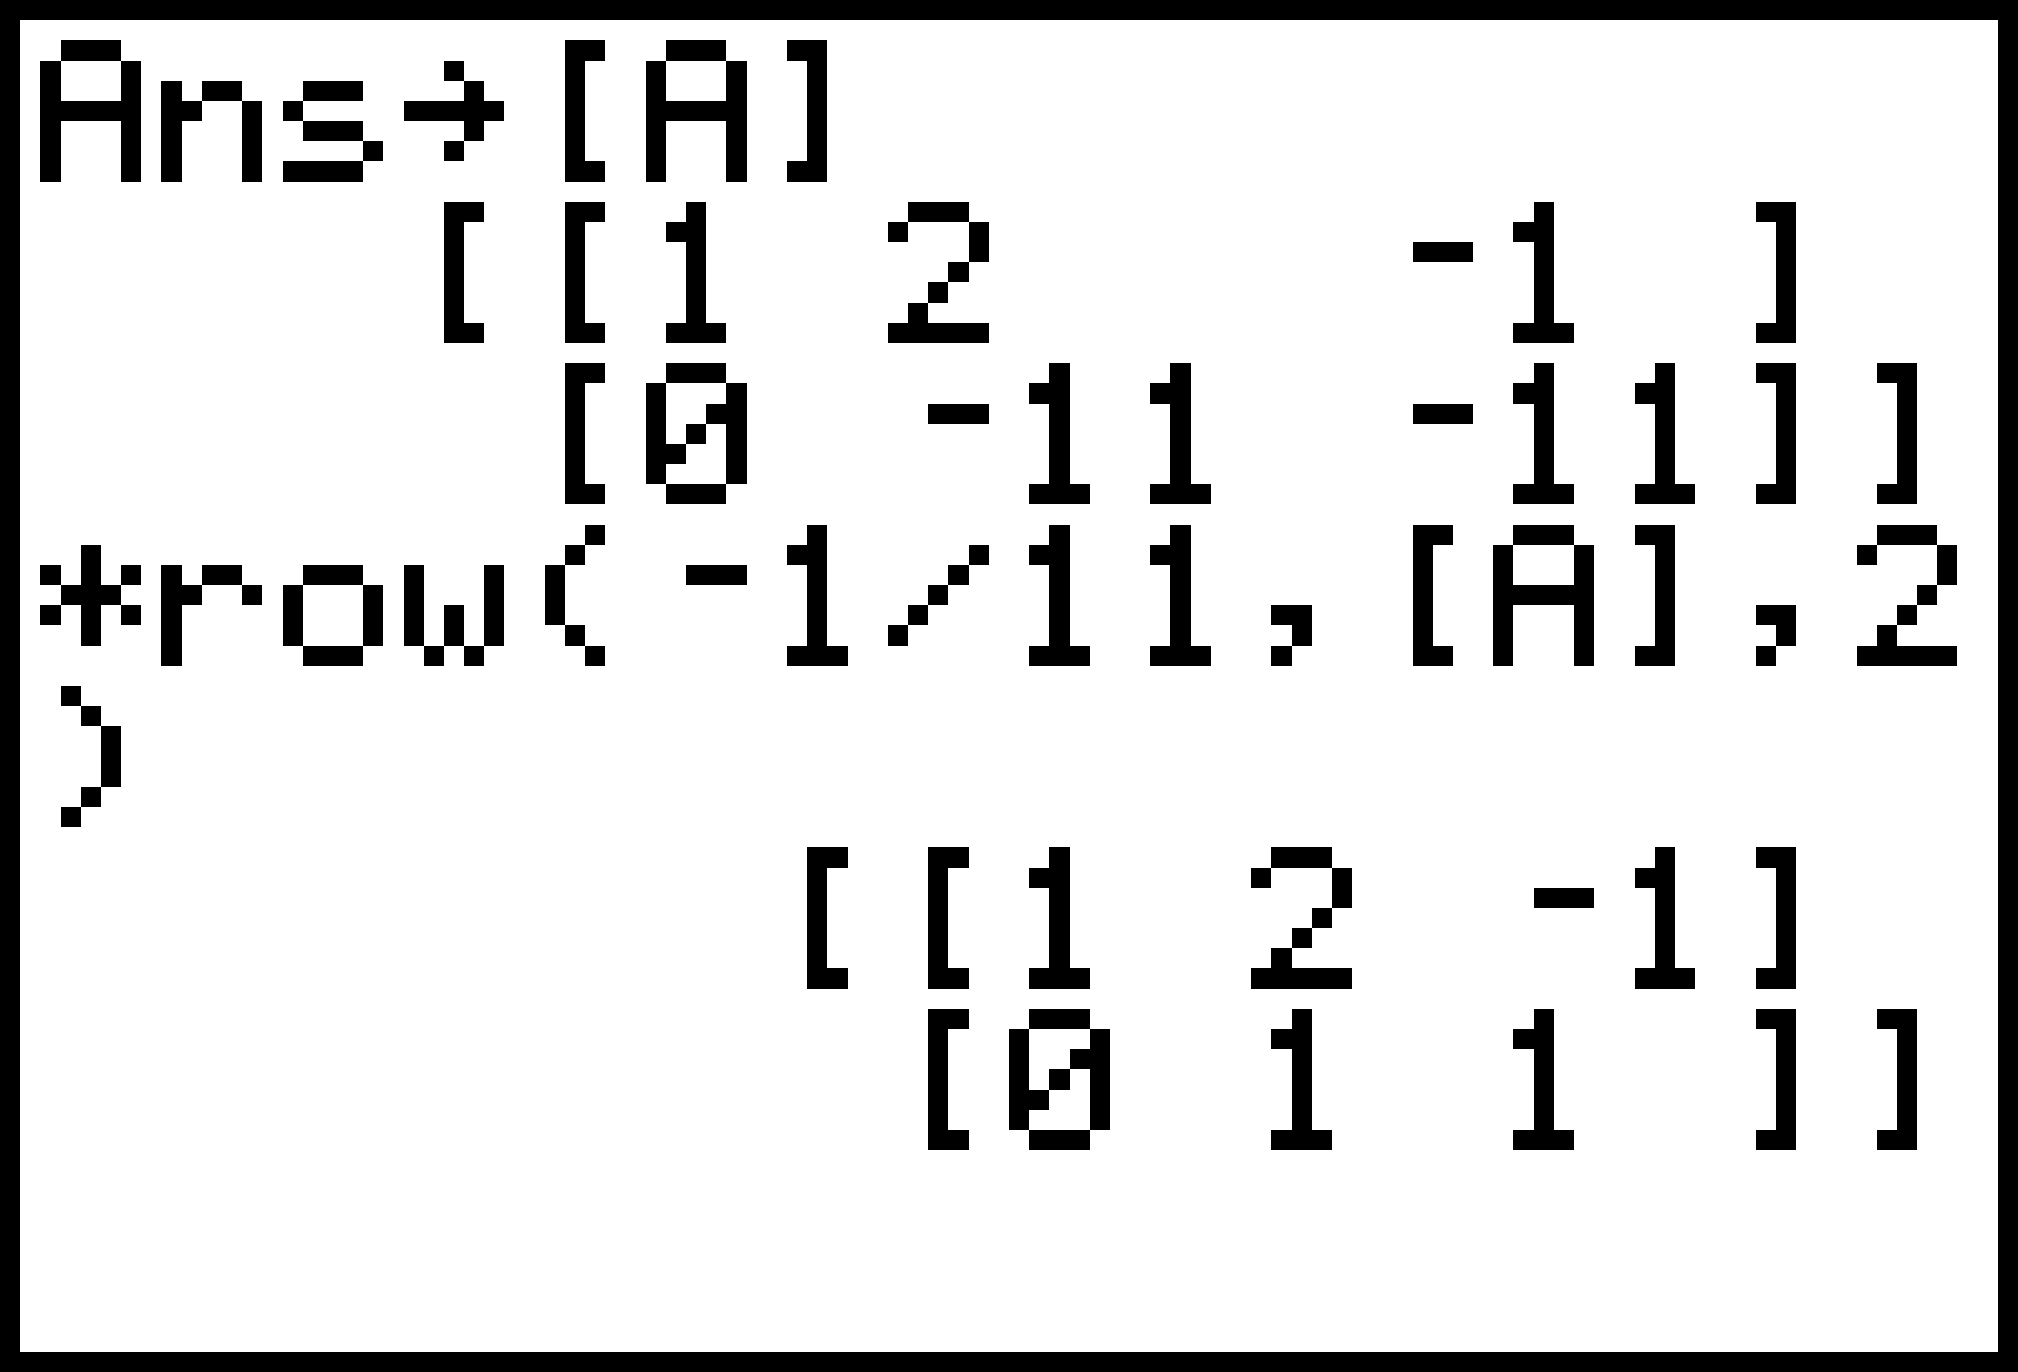 Ans→[A]
[[1 2 -1 ]
[0 -11 -11]]
*row(-1/11,[A],2
)
[[1 2 -1]
[0 1 1 ]]